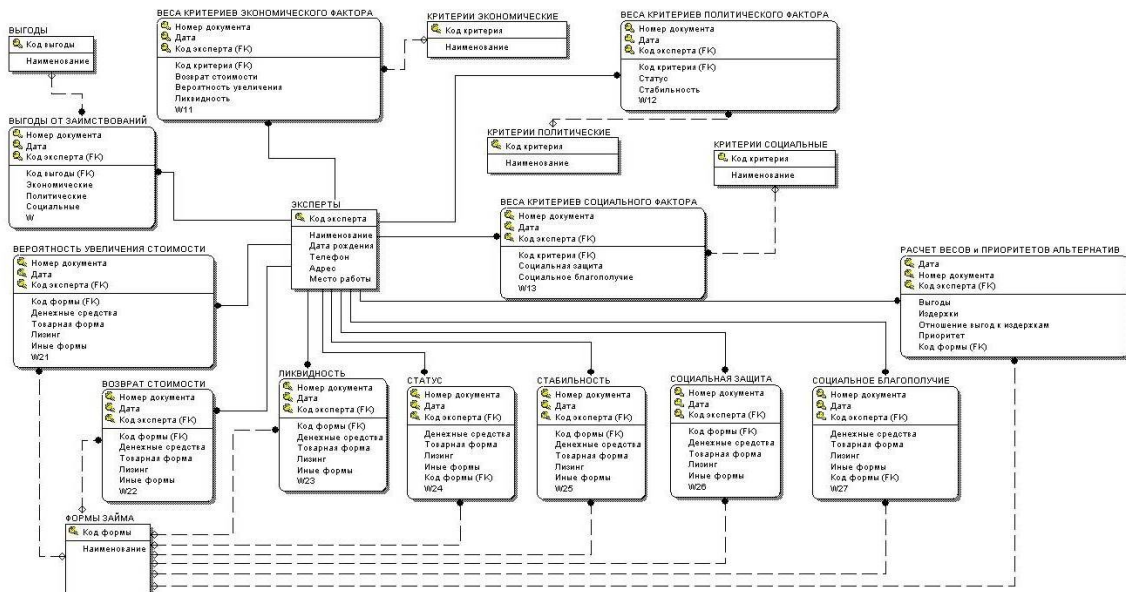 ВЫГОДЫ
Код выгоды
Наименование
ВЕСА КРИТЕРИЕВ ЭКОНОМИЧЕСКОГО ФАКТОРА
Номер документа
Дата
Код эксперта (FK)
Код критерия (FK)
Возврат стоимости
Вероятность увеличения
Ликвидность
W11
КРИТЕРИИ ЭКОНОМИЧЕСКИЕ
Код критерия
Наименование
ВЕСА КРИТЕРИЕВ ПОЛИТИЧЕСКОГО ФАКТОРА
Номер документа
Дата
Код эксперта (FK)
Код критерия (FK)
Статус
Стабильность
W12
ВЫГОДЫ ОТ ЗАИМСТВОВАНИЙ
Номер документа
Дата
Код эксперта (FK)
Код выгоды (FK)
Экономические
Политические
Социальные
W
КРИТЕРИИ ПОЛИТИЧЕСКИЕ
Код критерия
Наименование
КРИТЕРИИ СОЦИАЛЬНЫЕ
Код критерия
Наименование
ЭКСПЕРТЫ
Код эксперта
Наименование
Дата рождения
Телефон
Адрес
Место работы
ВЕСА КРИТЕРИЕВ СОЦИАЛЬНОГО ФАКТОРА
Номер документа
Дата
Код эксперта (FK)
Код критерия (FK)
Социальная защита
Социальное благополучие
W13
ВЕРОЯТНОСТЬ УВЕЛИЧЕНИЯ СТОИМОСТИ
Номер документа
Дата
Код эксперта (FK)
Код формы (FK)
Денежные средства
Товарная форма
Лизинг
Иные формы
W21
РАСЧЕТ ВЕСОВ и ПРИОРИТЕТОВ АЛЬТЕРНАТИВ
Дата
Номер документа
Код эксперта (FK)
Выгоды
Издержки
Отношение выгод к издержкам
Приоритет
Код формы (FK)
ВОЗВРАТ СТОИМОСТИ
Номер документа
Дата
Код эксперта (FK)
Код формы (FK)
Денежные средства
Товарная форма
Лизинг
Иные формы
W22
ЛИКВИДНОСТЬ
Номер документа
Дата
Код эксперта (FK)
Код формы (FK)
Денежные средства
Товарная форма
Лизинг
Иные формы
W23
СТАТУС
Номер документа
Дата
Код эксперта (FK)
Денежные средства
Товарная форма
Лизинг
Иные формы
Код формы (FK)
W24
СТАБИЛЬНОСТЬ
Номер документа
Дата
Код эксперта (FK)
Код формы (FK)
Денежные средства
Товарная форма
Лизинг
Иные формы
W25
СОЦИАЛЬНАЯ ЗАЩИТА
Номер документа
Дата
Код эксперта (FK)
Код формы (FK)
Денежные средства
Товарная форма
Лизинг
Иные формы
W26
СОЦИАЛЬНОЕ БЛАГОПОЛУЧИЕ
Номер документа
Дата
Код эксперта (FK)
Денежные средства
Товарная форма
Лизинг
Иные формы
Код формы (FK)
W27
ФОРМЫ ЗАЙМА
Код формы
Наименование